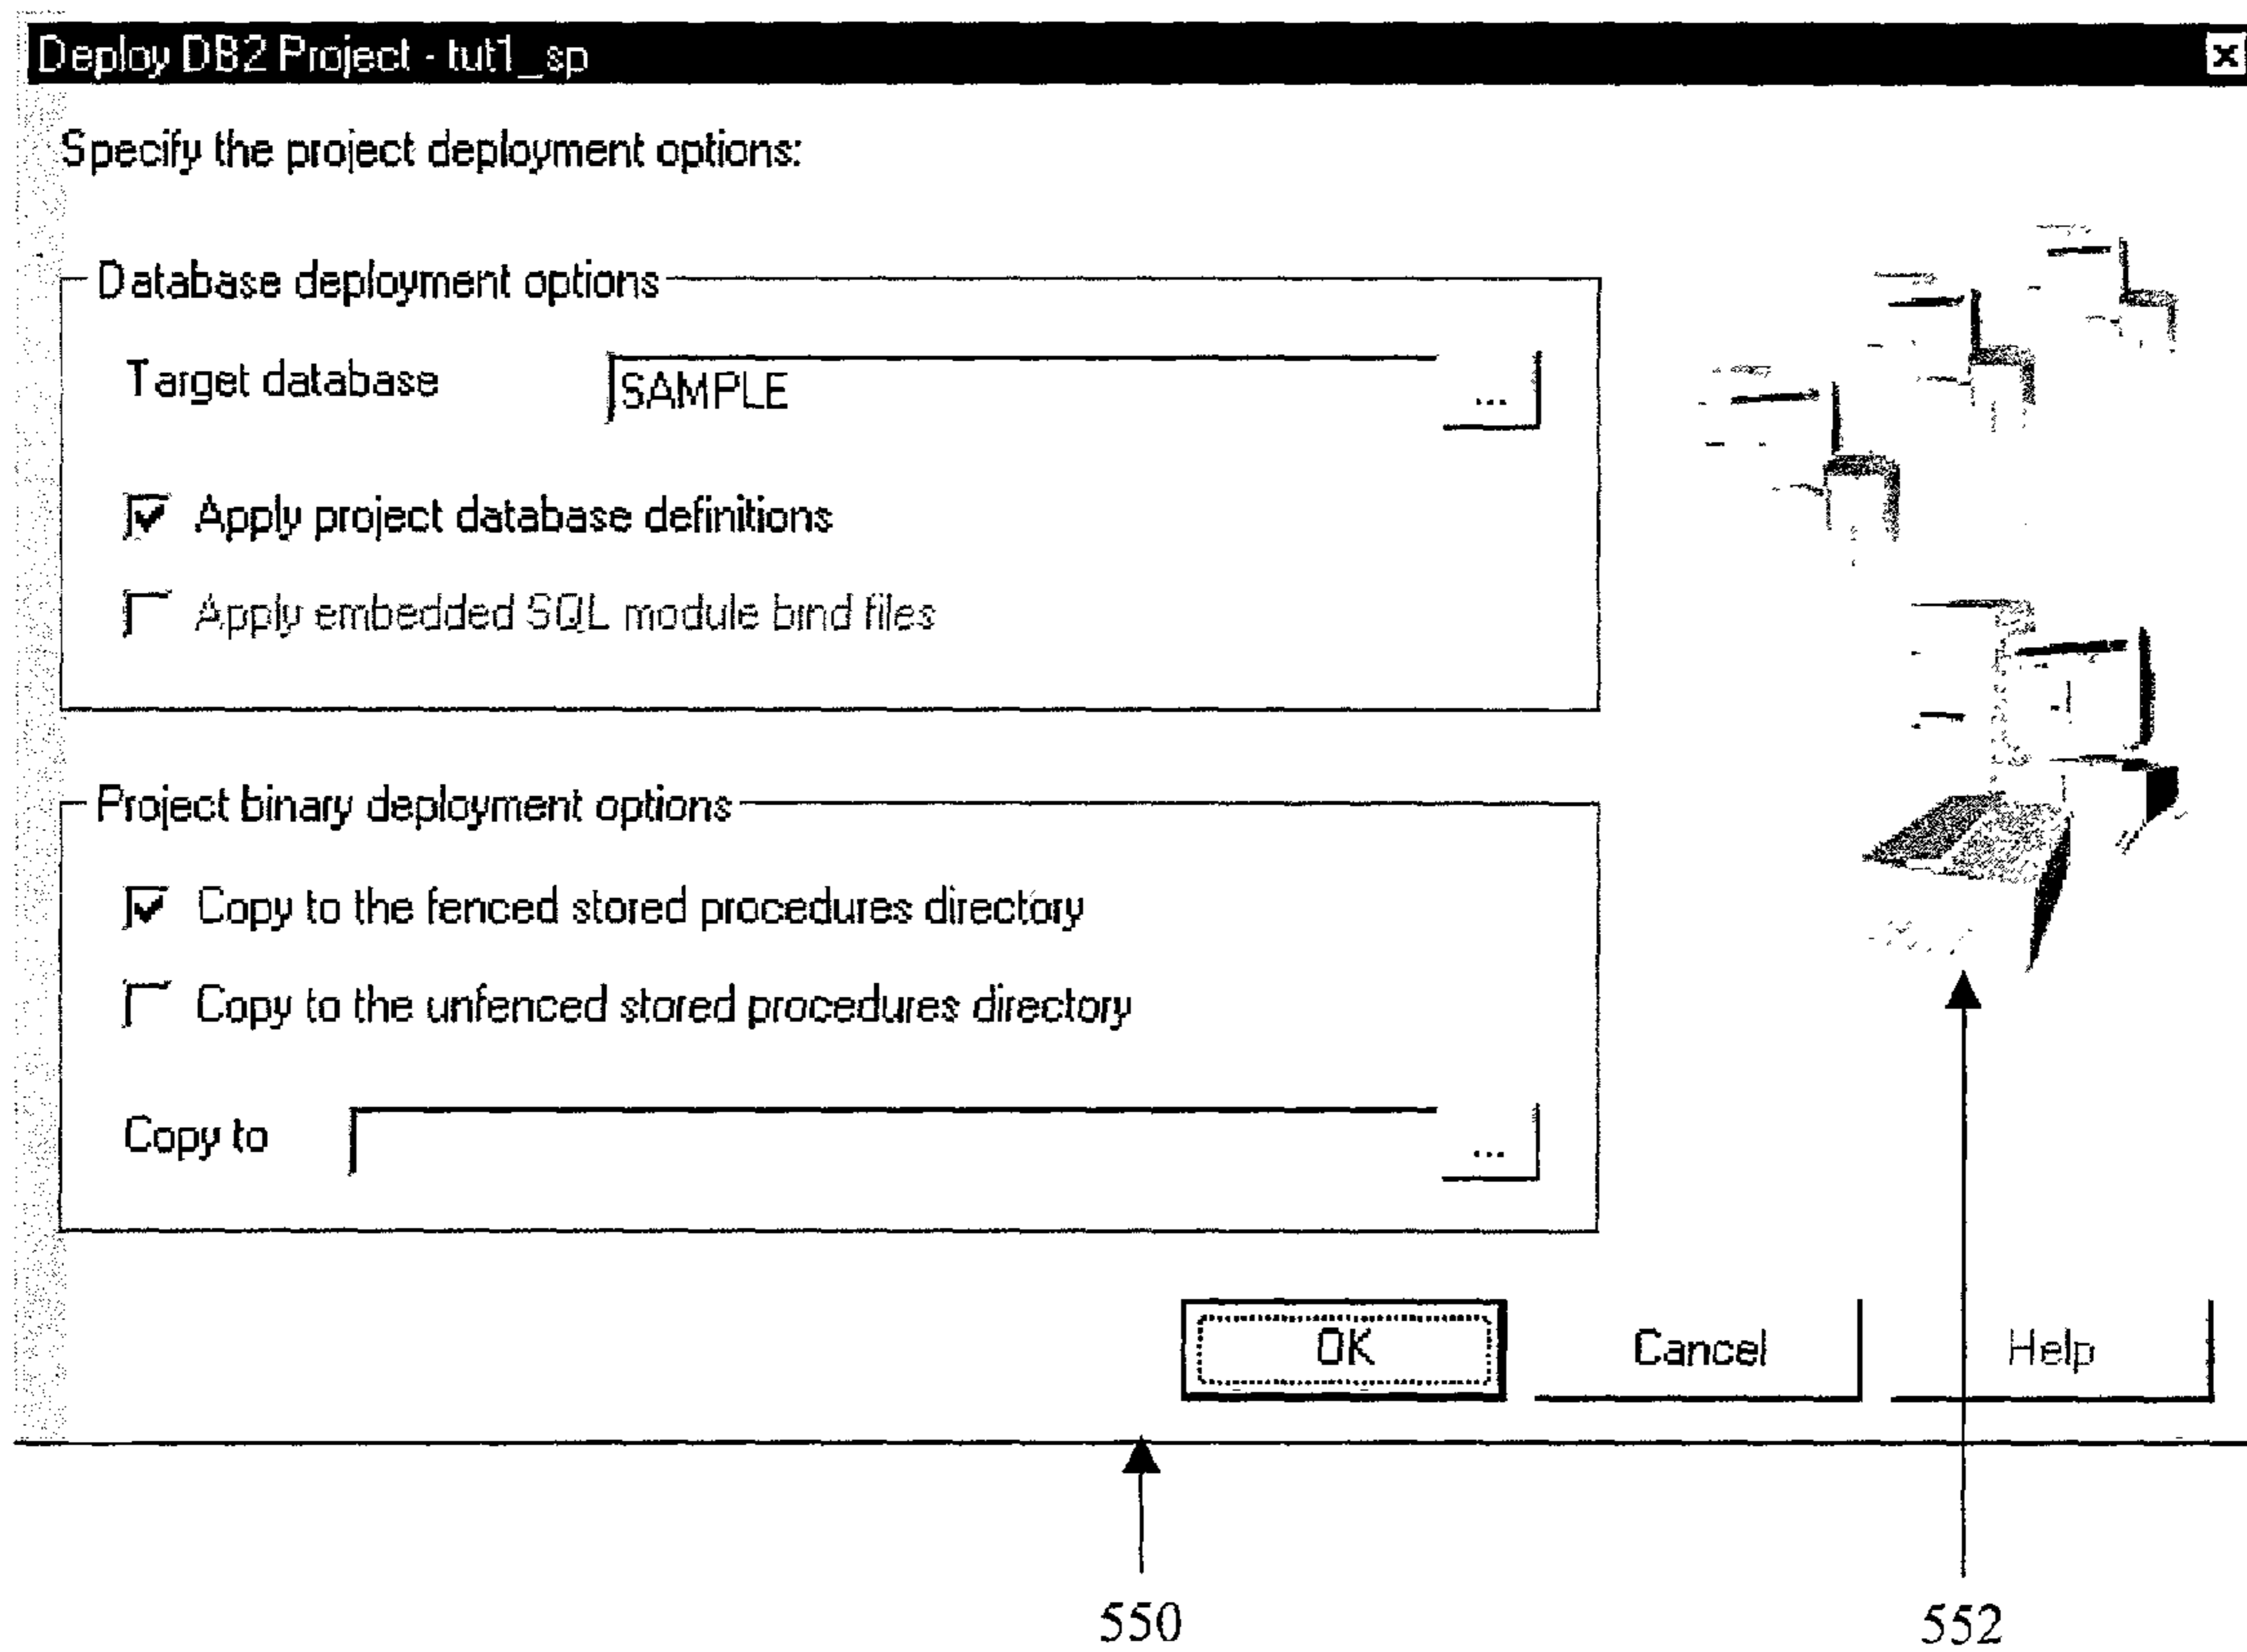 Deploy DB2 Project - tut1_sp
Specify the project deployment options:
Database deployment options
Target database SAMPLE ...
Apply project database definitions
Apply embedded SQL module bind files
Project binary deployment options
Copy to the fenced stored procedures directory
Copy to the unfenced stored procedures directory
Copy to ...
OK Cancel Help
550 552